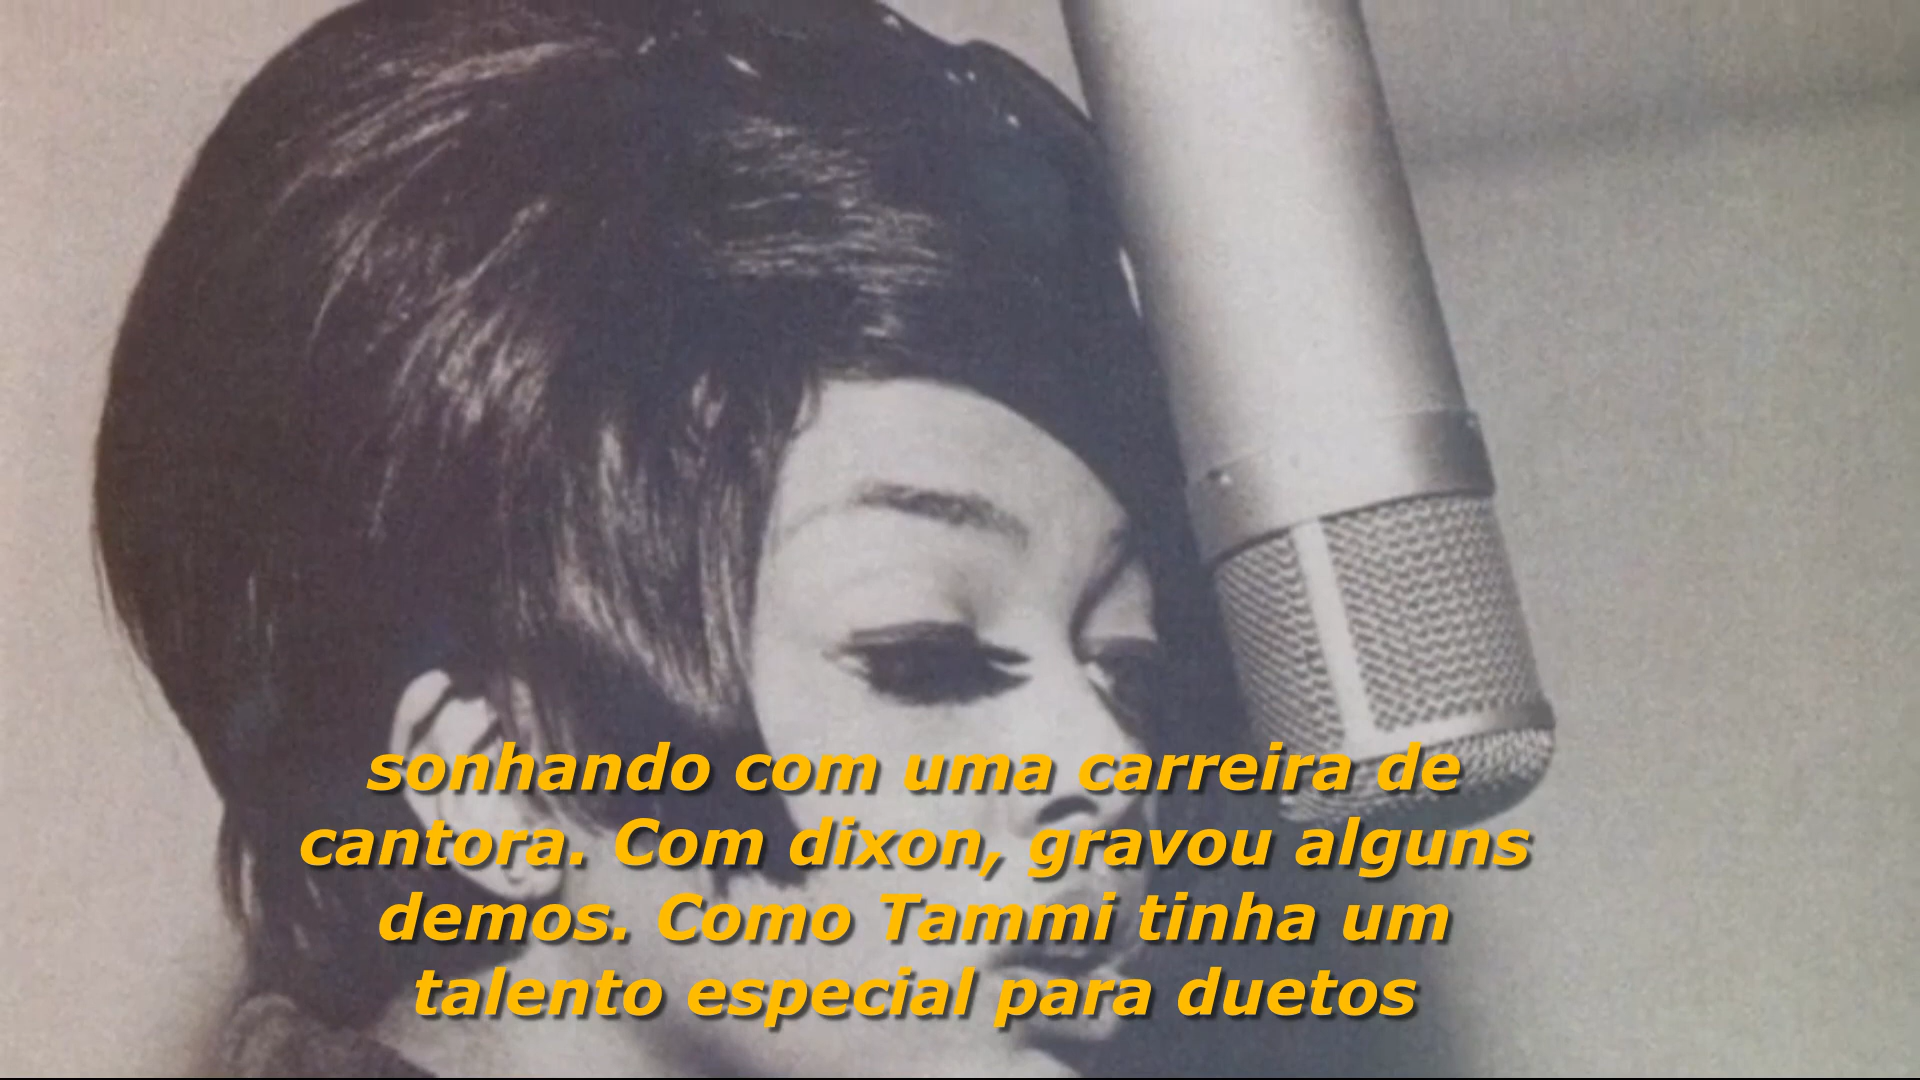 sonhando com uma carreira de
cantora. Com dixon, gravou alguns
demos. Como Tammi tinha um
talento especial para duetos